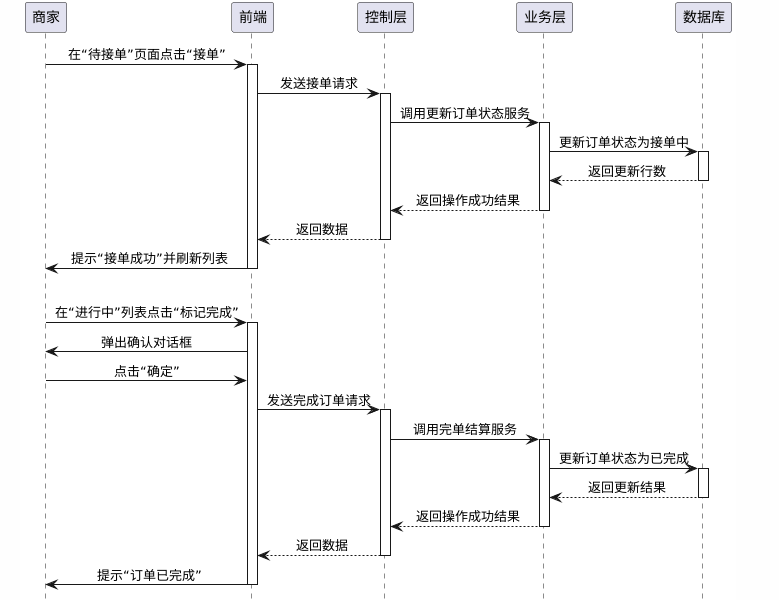 商家
前端
控制层
业务层
数据库
在“待接单”页面点击“接单”
发送接单请求
调用更新订单状态服务
更新订单状态为接单中
返回更新行数
返回操作成功结果
返回数据
提示“接单成功”并刷新列表
在“进行中”列表点击“标记完成”
弹出确认对话框
点击“确定”
发送完成订单请求
调用完单结算服务
更新订单状态为已完成
返回更新结果
返回操作成功结果
返回数据
提示“订单已完成”